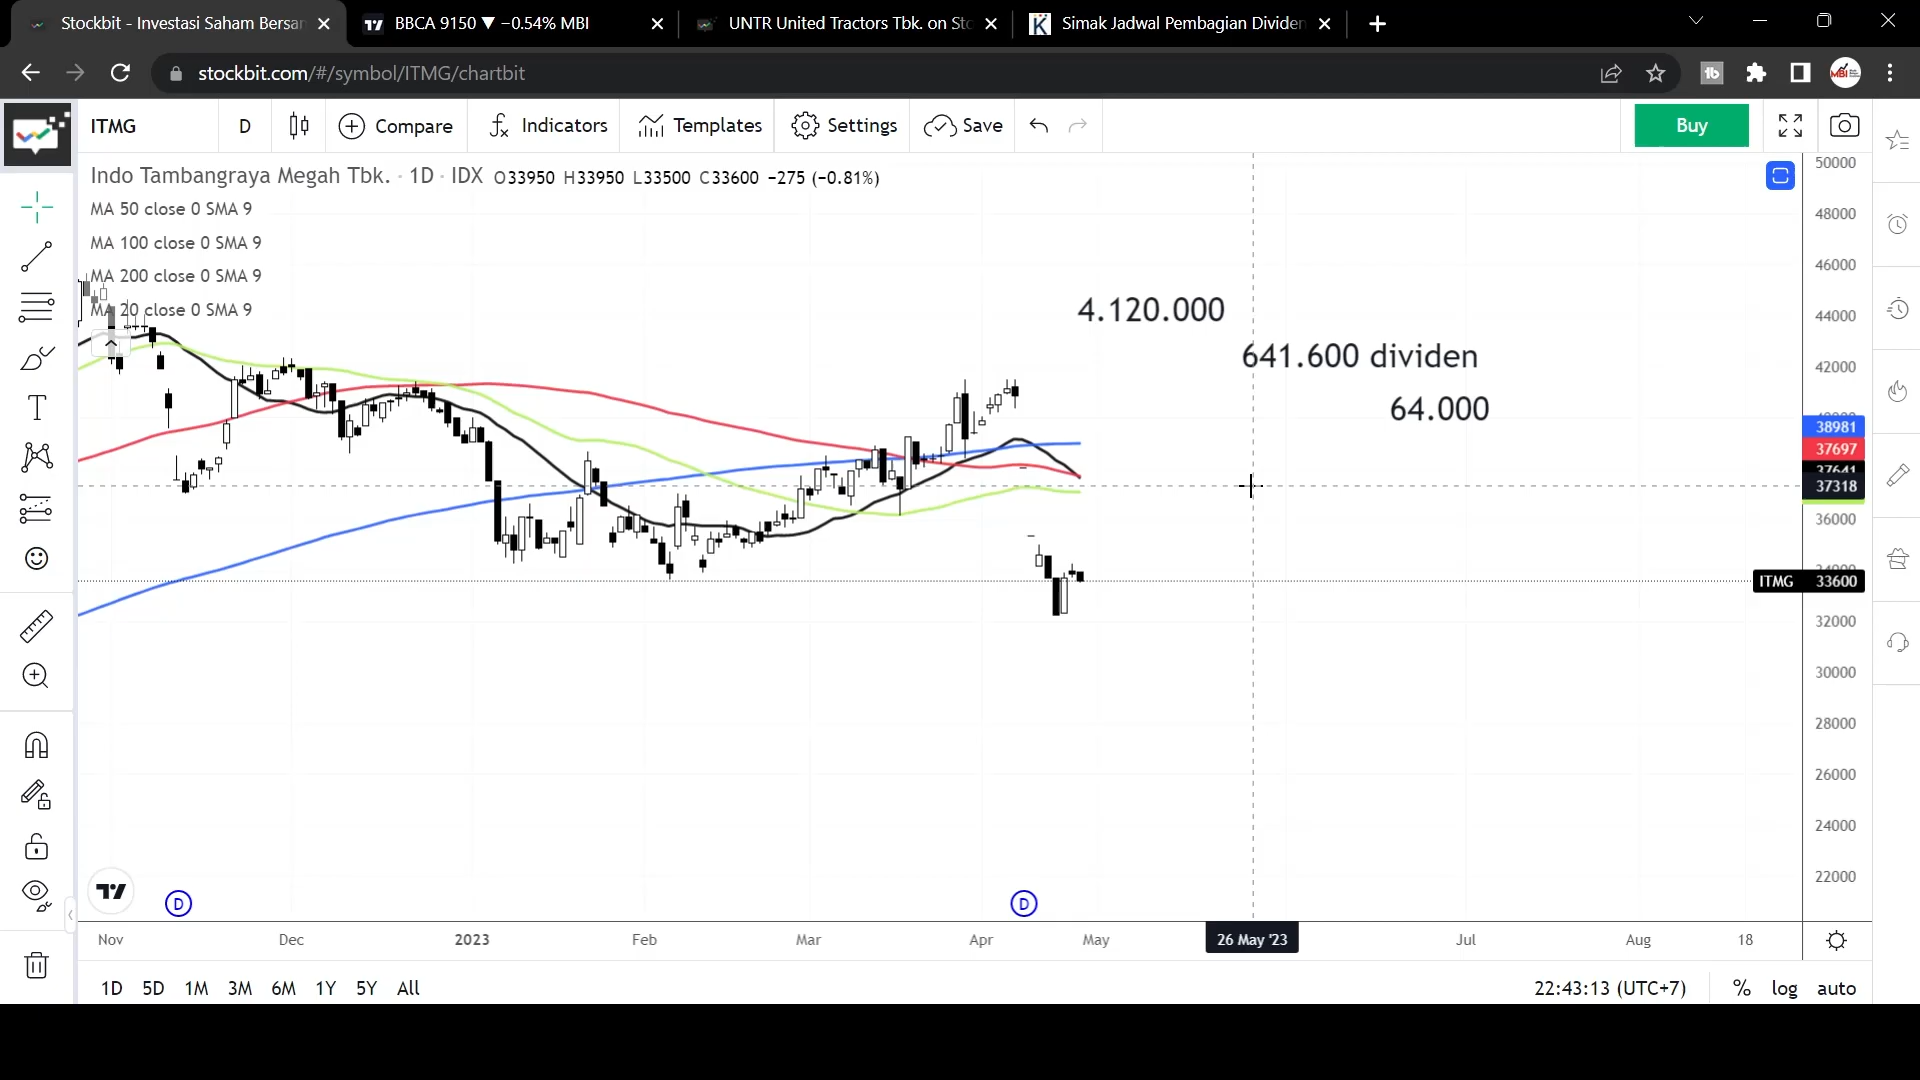 Stockbit - Investasi Saham Bersar
BBCA 9150 ▼ −0.54% MBI
UNTR United Tractors Tbk. on Sto
Simak Jadwal Pembagian Dividen
stockbit.com/#/symbol/ITMG/chartbit
ITMG
D
Compare
Indicators
Templates
Settings
Save
Buy
Indo Tambangraya Megah Tbk. · 1D · IDX O33950 H33950 L33500 C33600 −275 (−0.81%)
MA 50 close 0 SMA 9
MA 100 close 0 SMA 9
MA 200 close 0 SMA 9
MA 20 close 0 SMA 9
4.120.000
641.600 dividen
64.000
50000
48000
46000
44000
42000
38981
37697
37641
37318
36000
ITMG 33600
32000
30000
28000
26000
24000
22000
D
D
Nov Dec 2023 Feb Mar Apr May 26 May '23 Jul Aug 18
1D 5D 1M 3M 6M 1Y 5Y All
22:43:13 (UTC+7)
% log auto